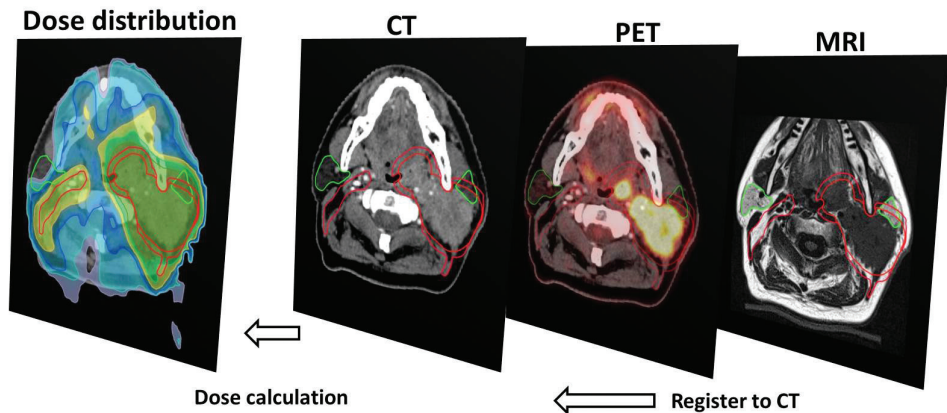 Dose distribution
CT
PET
MRI
Dose calculation
Register to CT